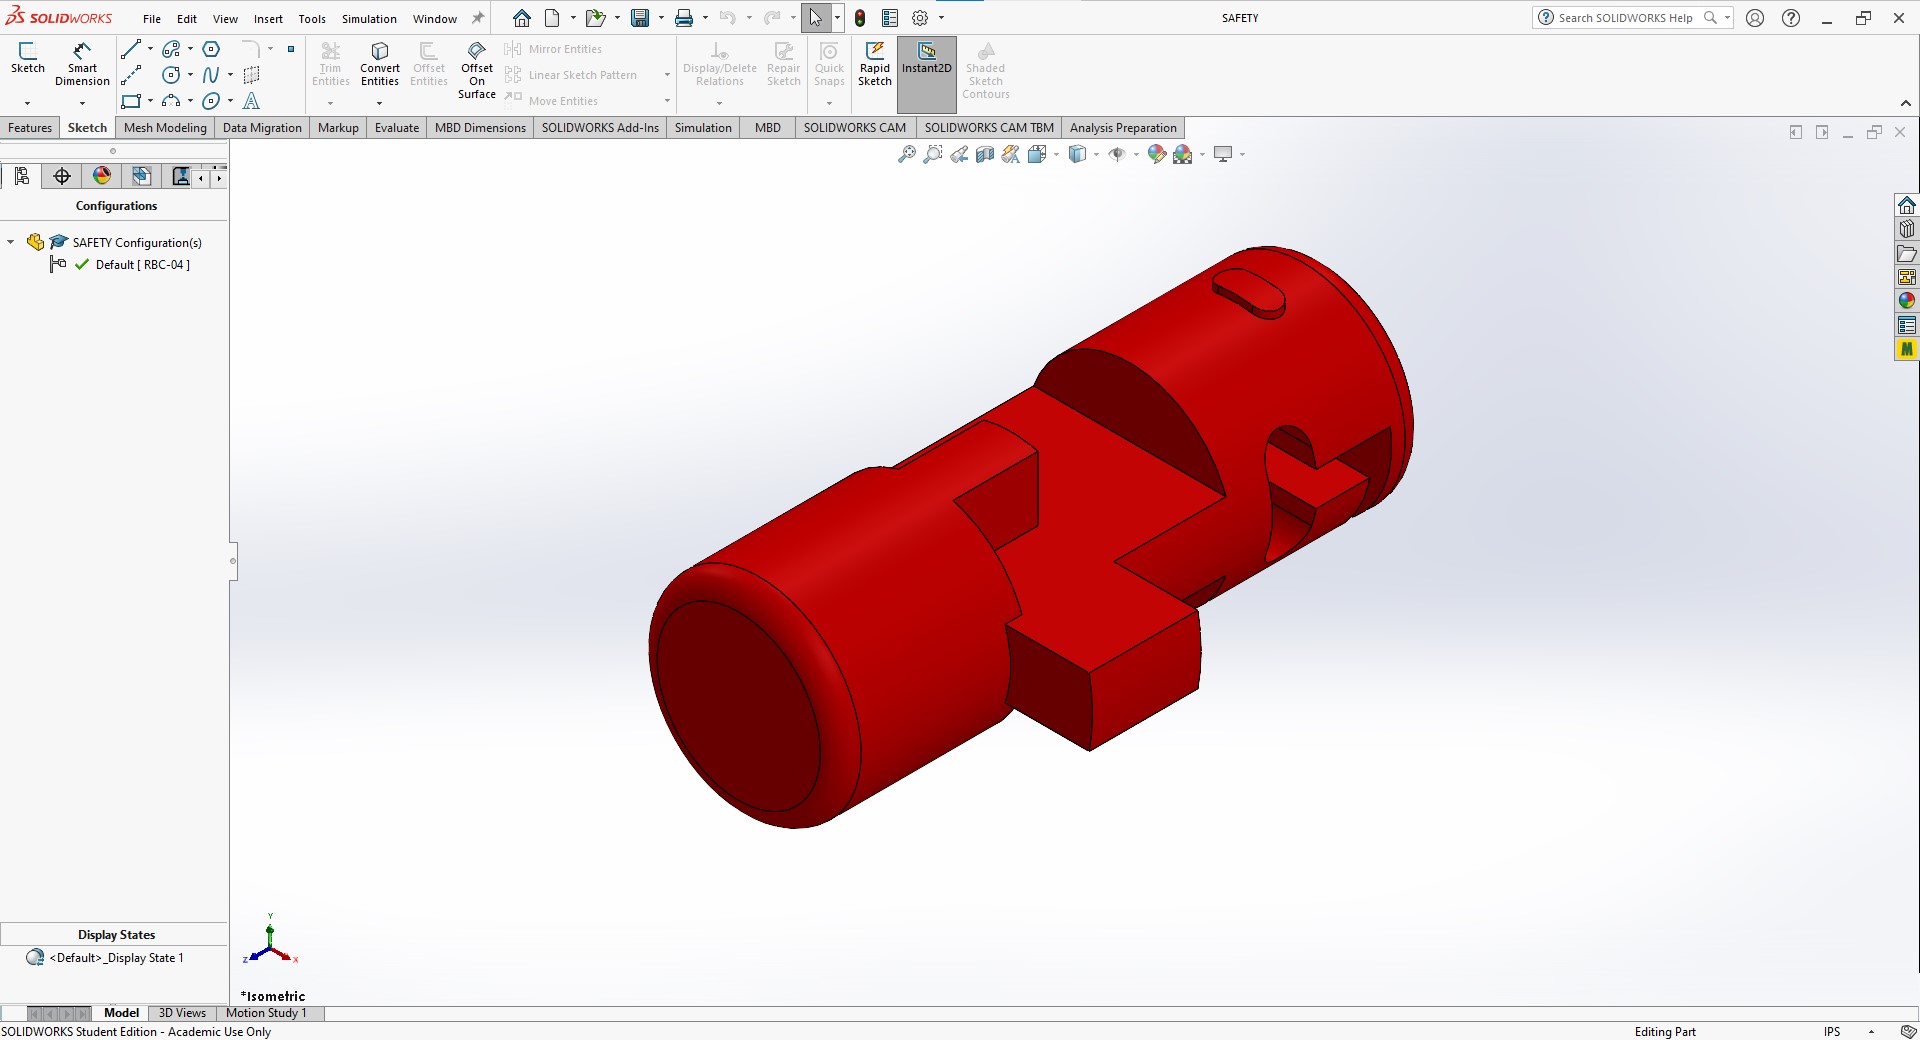 SOLIDWORKS File Edit View Insert Tools Simulation Window SAFETY Search SOLIDWORKS Help
Sketch
Smart Dimension
Trim Entities
Convert Entities
Offset Entities
Offset On Surface
Mirror Entities
Linear Sketch Pattern
Move Entities
Display/Delete Relations
Repair Sketch
Quick Snaps
Rapid Sketch
Instant2D
Shaded Sketch Contours
Features Sketch Mesh Modeling Data Migration Markup Evaluate MBD Dimensions SOLIDWORKS Add-Ins Simulation MBD SOLIDWORKS CAM SOLIDWORKS CAM TBM Analysis Preparation
Configurations
SAFETY Configuration(s)
Default [ RBC-04 ]
M
Display States
<Default>_Display State 1
Y
Z
X
*Isometric
Model 3D Views Motion Study 1
SOLIDWORKS Student Edition - Academic Use Only Editing Part IPS